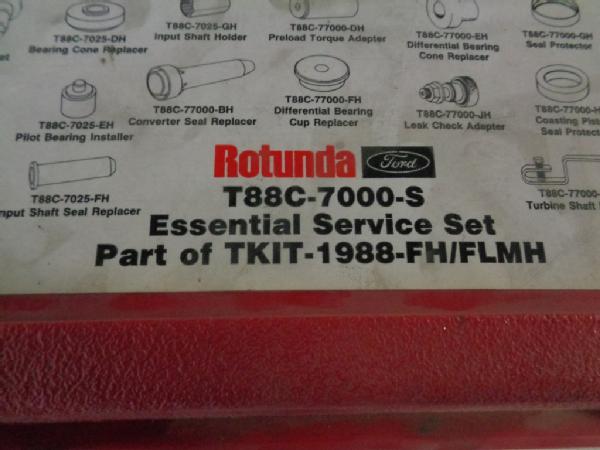 T88C-7025-GH
Input Shaft Holder
T88C-77000-DH
Preload Torque Adapter
T88C-7025-DH
Bearing Cone Replacer
T88C-77000-EH
Differential Bearing
Cone Replacer
T88C-77000-GH
Seal Protector
T88C-7025-EH
Pilot Bearing Installer
T88C-77000-BH
Converter Seal Replacer
T88C-77000-FH
Differential Bearing
Cup Replacer
T88C-77000-JH
Leak Check Adapter
T88C-77000-H
Coasting Pist
Seal Protect
T88C-7025-FH
nput Shaft Seal Replacer
T88C-77000-
Turbine Shaft
Rotunda Ford
T88C-7000-S
Essential Service Set
Part of TKIT-1988-FH/FLMH